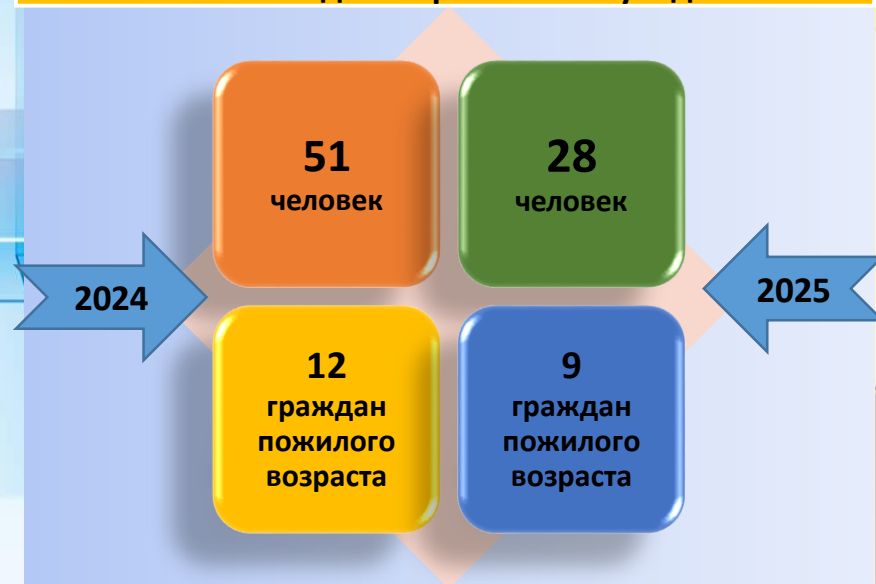 51
человек
28
человек
2024
2025
12
граждан
пожилого
возраста
9
граждан
пожилого
возраста